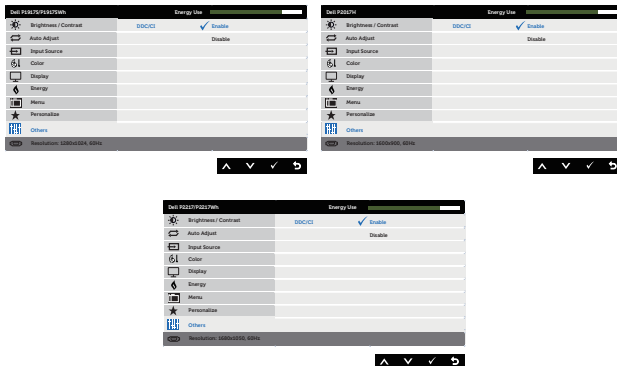 Dell P1917S/P1917SWh Energy Use
Brightness / Contrast DDC/CI Enable
Auto Adjust Disable
Input Source
Color
Display
Energy
Menu
Personalize
Others
Resolution: 1280x1024, 60Hz
Dell P2017H Energy Use
Brightness / Contrast DDC/CI Enable
Auto Adjust Disable
Input Source
Color
Display
Energy
Menu
Personalize
Others
Resolution: 1600x900, 60Hz
Dell P2217/P2217Wh Energy Use
Brightness / Contrast DDC/CI Enable
Auto Adjust Disable
Input Source
Color
Display
Energy
Menu
Personalize
Others
Resolution: 1680x1050, 60Hz